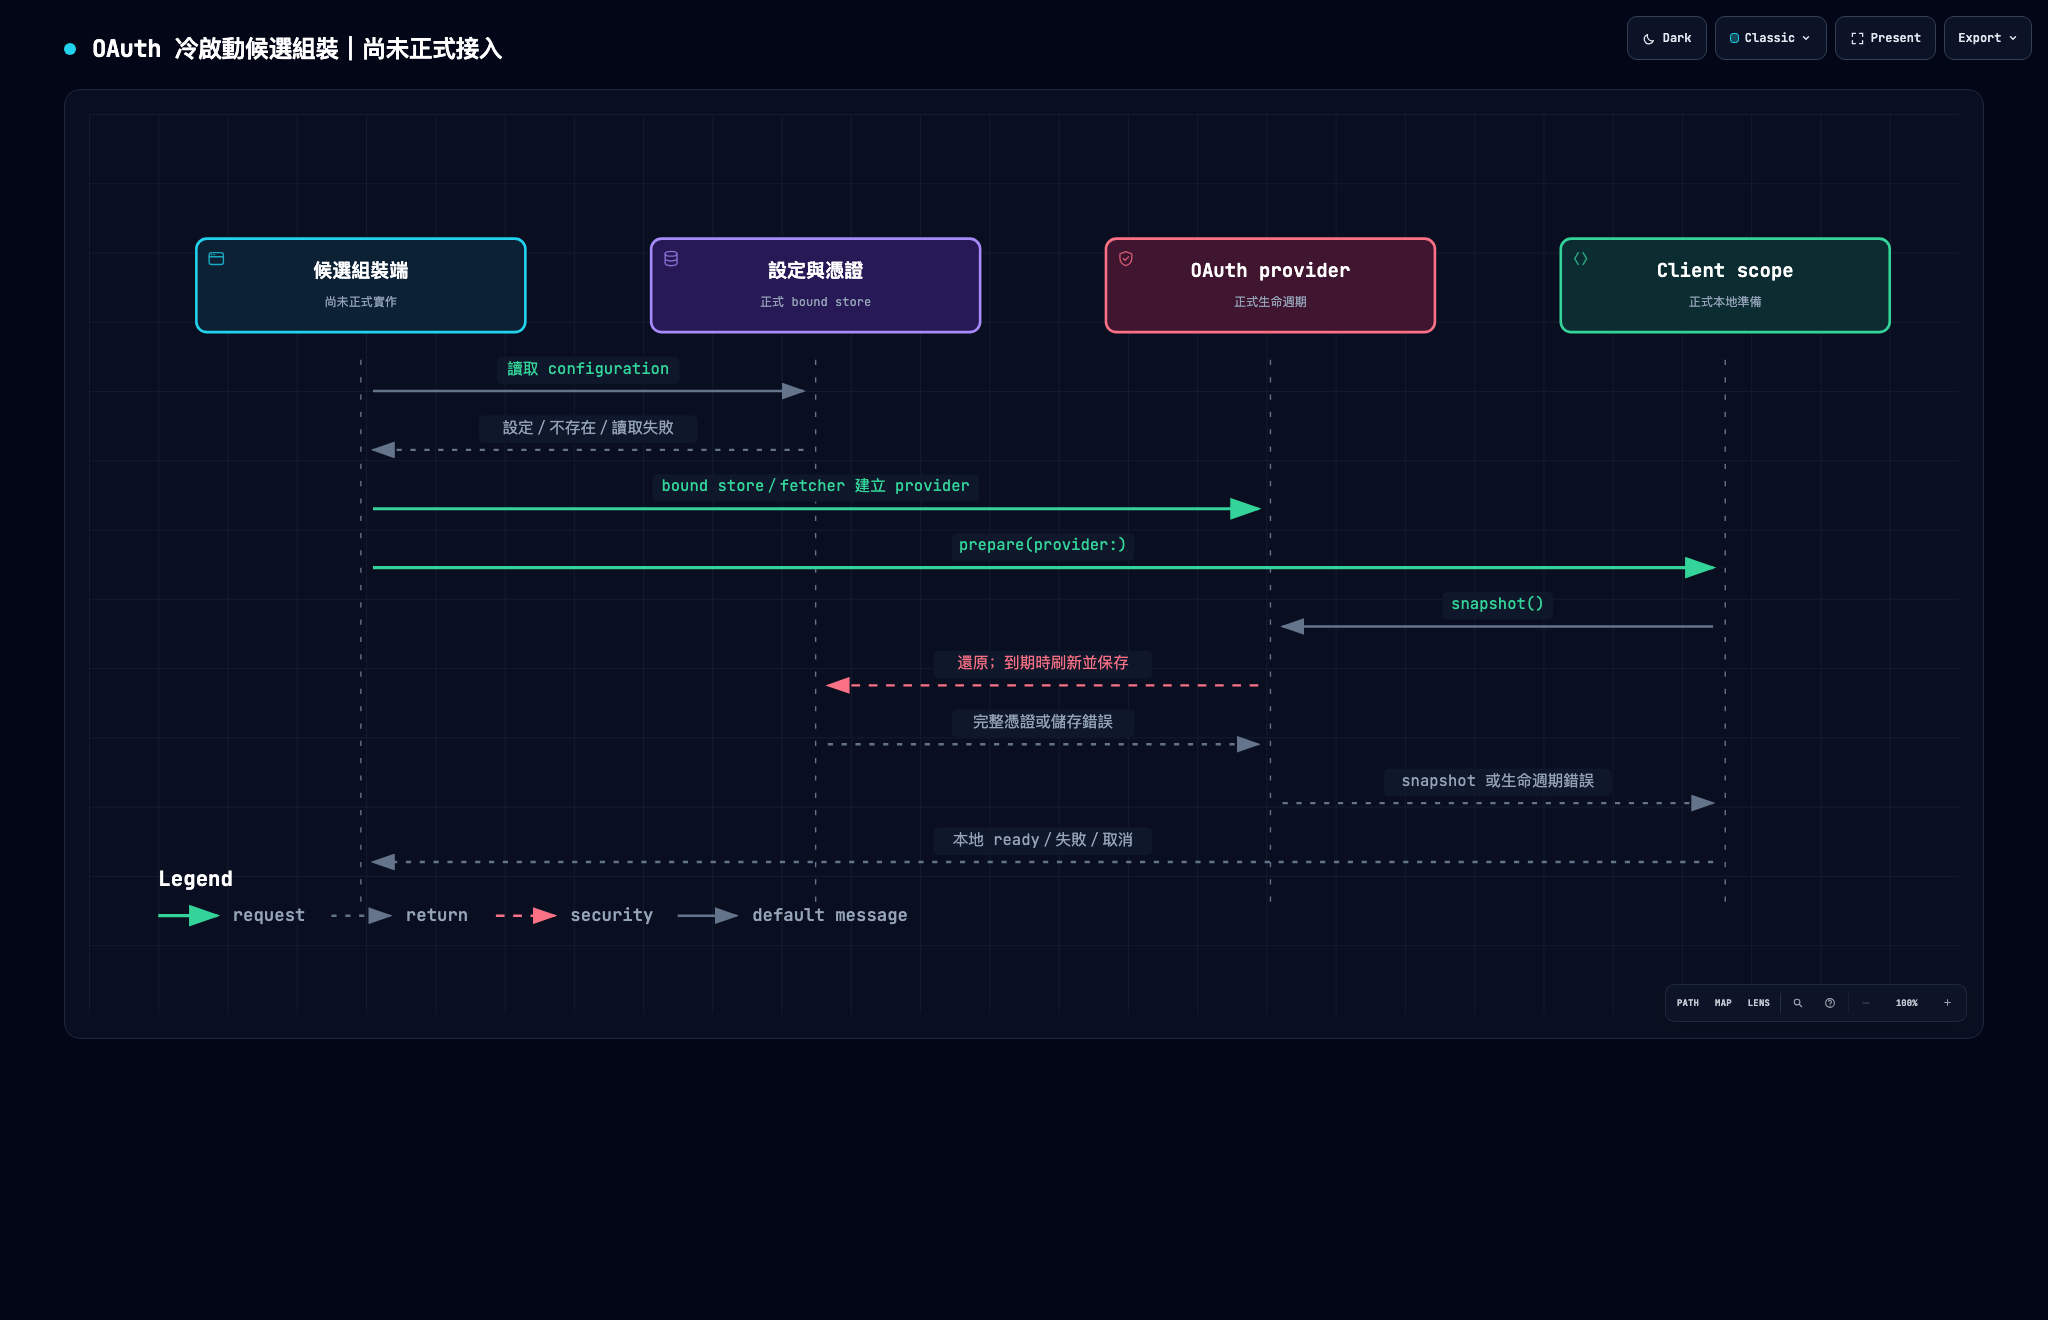 OAuth 冷啟動候選組裝｜尚未正式接入
Dark
Classic
Present
Export
候選組裝端
尚未正式實作
設定與憑證
正式 bound store
OAuth provider
正式生命週期
Client scope
正式本地準備
讀取 configuration
設定/不存在/讀取失敗
bound store/fetcher 建立 provider
prepare(provider:)
snapshot()
還原；到期時刷新並保存
完整憑證或儲存錯誤
snapshot 或生命週期錯誤
本地 ready/失敗/取消
Legend
request
return
security
default message
PATH
MAP
LENS
100%